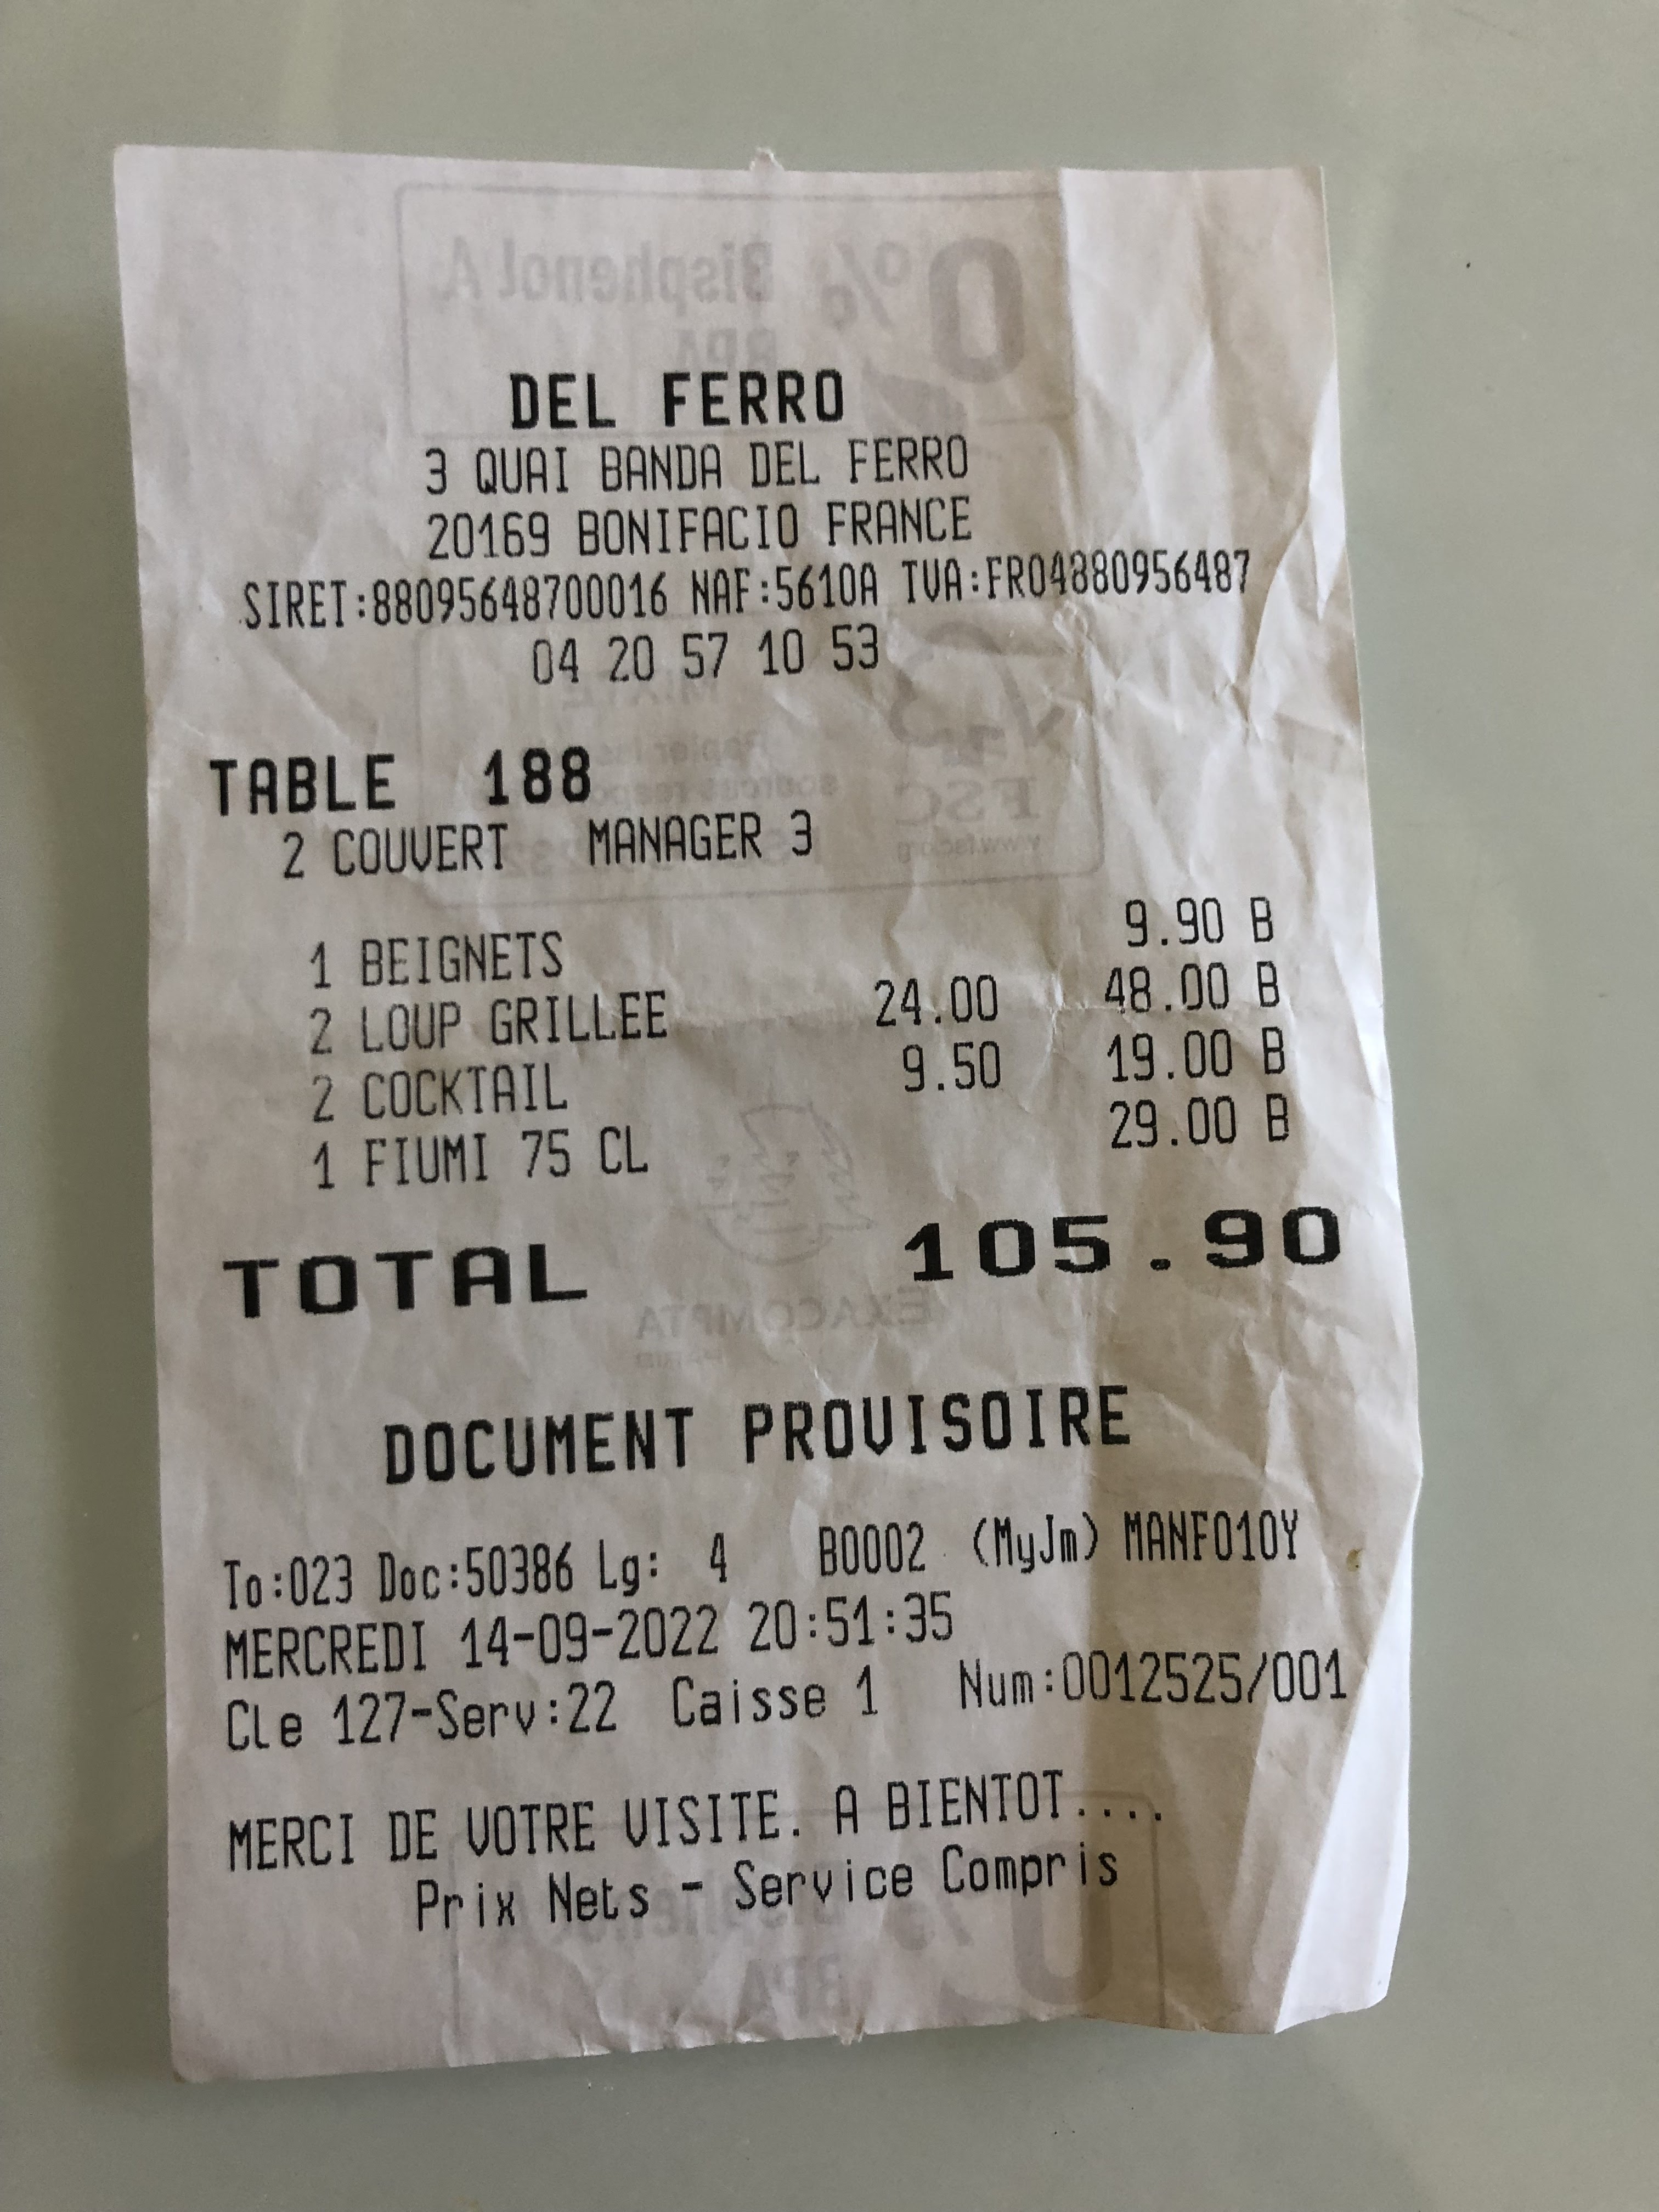 DEL FERRO
3 QUAI BANDA DEL FERRO
20169 BONIFACIO FRANCE
SIRET:88095648700016 NAF:5610A TVA:FR04880956487
04 20 57 10 53
TABLE 188
2 COUVERT MANAGER 3
1 BEIGNETS 9.90 B
2 LOUP GRILLEE 24.00 48.00 B
2 COCKTAIL 9.50 19.00 B
1 FIUMI 75 CL 29.00 B
TOTAL 105.90
DOCUMENT PROVISOIRE
To:023 Doc:50386 Lg: 4 B0002 (MyJm) MANF010Y
MERCREDI 14-09-2022 20:51:35
Cle 127-Serv:22 Caisse 1 Num:0012525/001
MERCI DE VOTRE VISITE. A BIENTOT....
Prix Nets - Service Compris